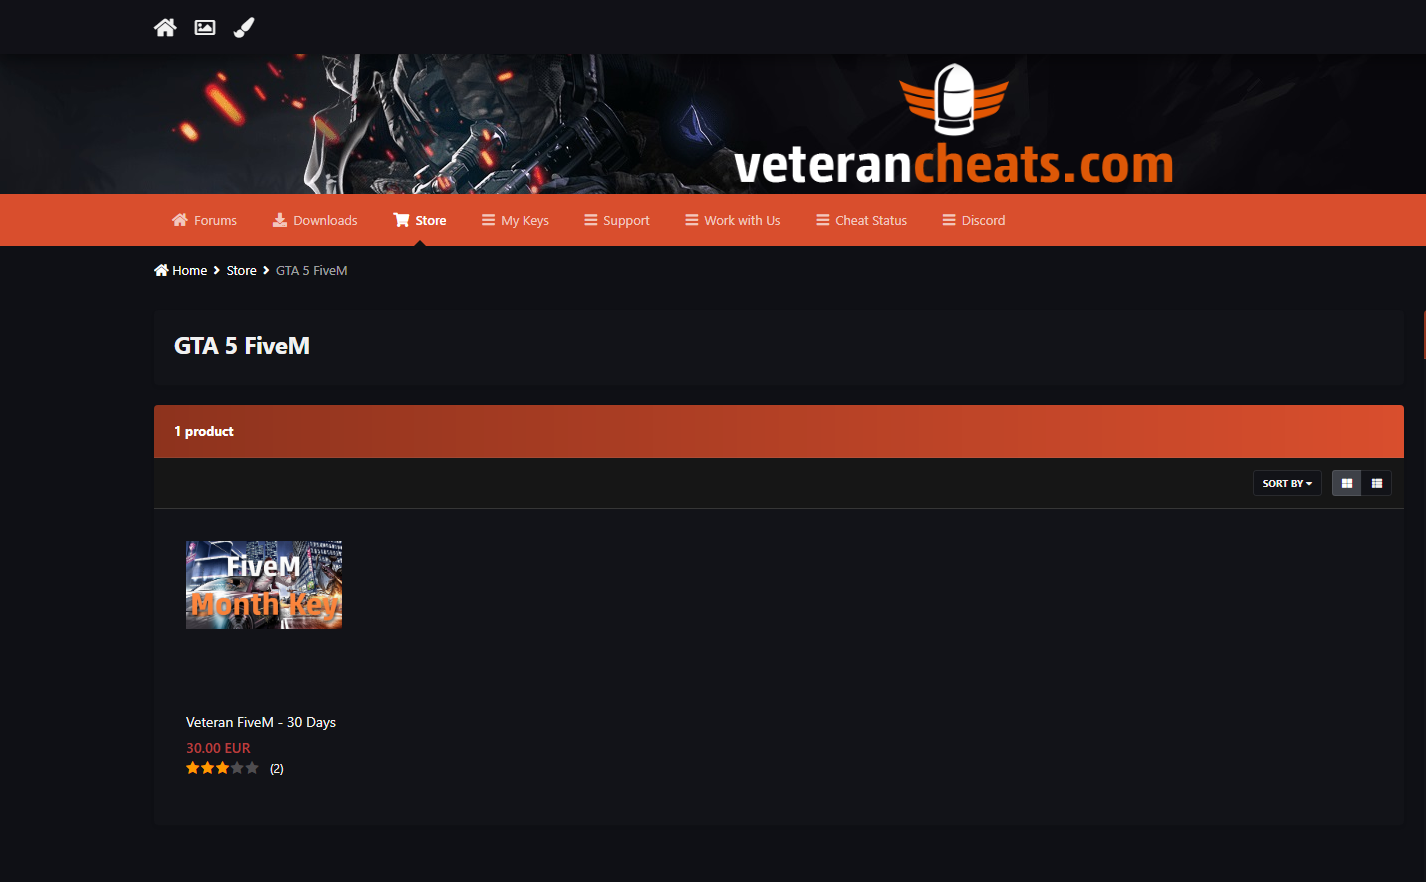 veterancheats.com
Forums Downloads Store My Keys Support Work with Us Cheat Status Discord
Home Store GTA 5 FiveM
GTA 5 FiveM
1 product
SORT BY
FiveM
Month Key
Veteran FiveM - 30 Days
30.00 EUR
(2)